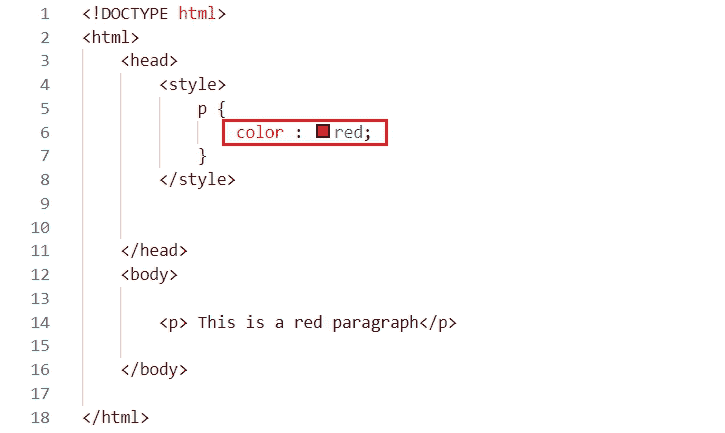 1 <!DOCTYPE html>
2 <html>
3 <head>
4 <style>
5 p {
6 color : red;
7 }
8 </style>
9
10
11 </head>
12 <body>
13
14 <p> This is a red paragraph</p>
15
16 </body>
17
18 </html>